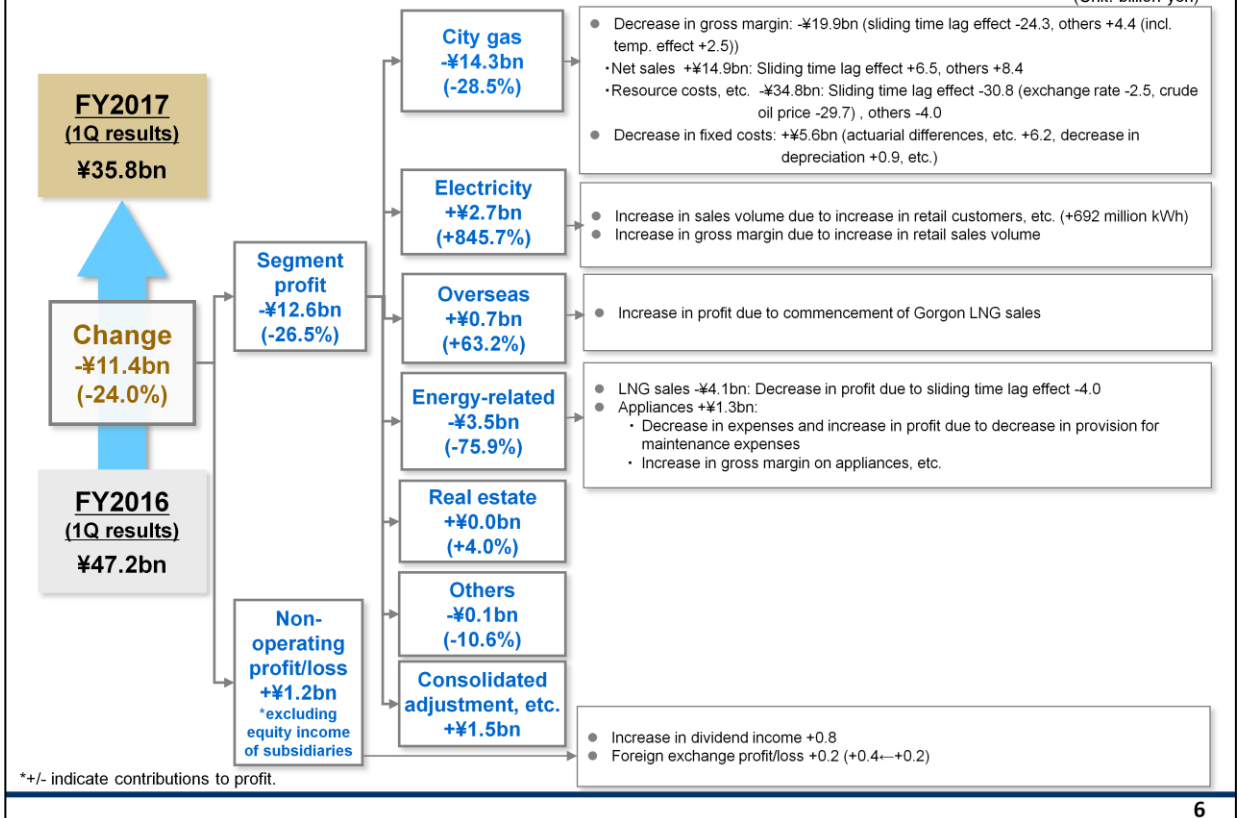 (Unit: billion yen)
FY2017
(1Q results)
¥35.8bn
Change
-¥11.4bn
(-24.0%)
FY2016
(1Q results)
¥47.2bn
Segment
profit
-¥12.6bn
(-26.5%)
Non-
operating
profit/loss
+¥1.2bn
*excluding
equity income
of subsidiaries
City gas
-¥14.3bn
(-28.5%)
● Decrease in gross margin: -¥19.9bn (sliding time lag effect -24.3, others +4.4 (incl.
temp. effect +2.5))
・Net sales +¥14.9bn: Sliding time lag effect +6.5, others +8.4
・Resource costs, etc. -¥34.8bn: Sliding time lag effect -30.8 (exchange rate -2.5, crude
oil price -29.7) , others -4.0
● Decrease in fixed costs: +¥5.6bn (actuarial differences, etc. +6.2, decrease in
depreciation +0.9, etc.)
Electricity
+¥2.7bn
(+845.7%)
● Increase in sales volume due to increase in retail customers, etc. (+692 million kWh)
● Increase in gross margin due to increase in retail sales volume
Overseas
+¥0.7bn
(+63.2%)
● Increase in profit due to commencement of Gorgon LNG sales
Energy-related
-¥3.5bn
(-75.9%)
● LNG sales -¥4.1bn: Decrease in profit due to sliding time lag effect -4.0
● Appliances +¥1.3bn:
・ Decrease in expenses and increase in profit due to decrease in provision for
maintenance expenses
・ Increase in gross margin on appliances, etc.
Real estate
+¥0.0bn
(+4.0%)
Others
-¥0.1bn
(-10.6%)
Consolidated
adjustment, etc.
+¥1.5bn
● Increase in dividend income +0.8
● Foreign exchange profit/loss +0.2 (+0.4←+0.2)
*+/- indicate contributions to profit.
6